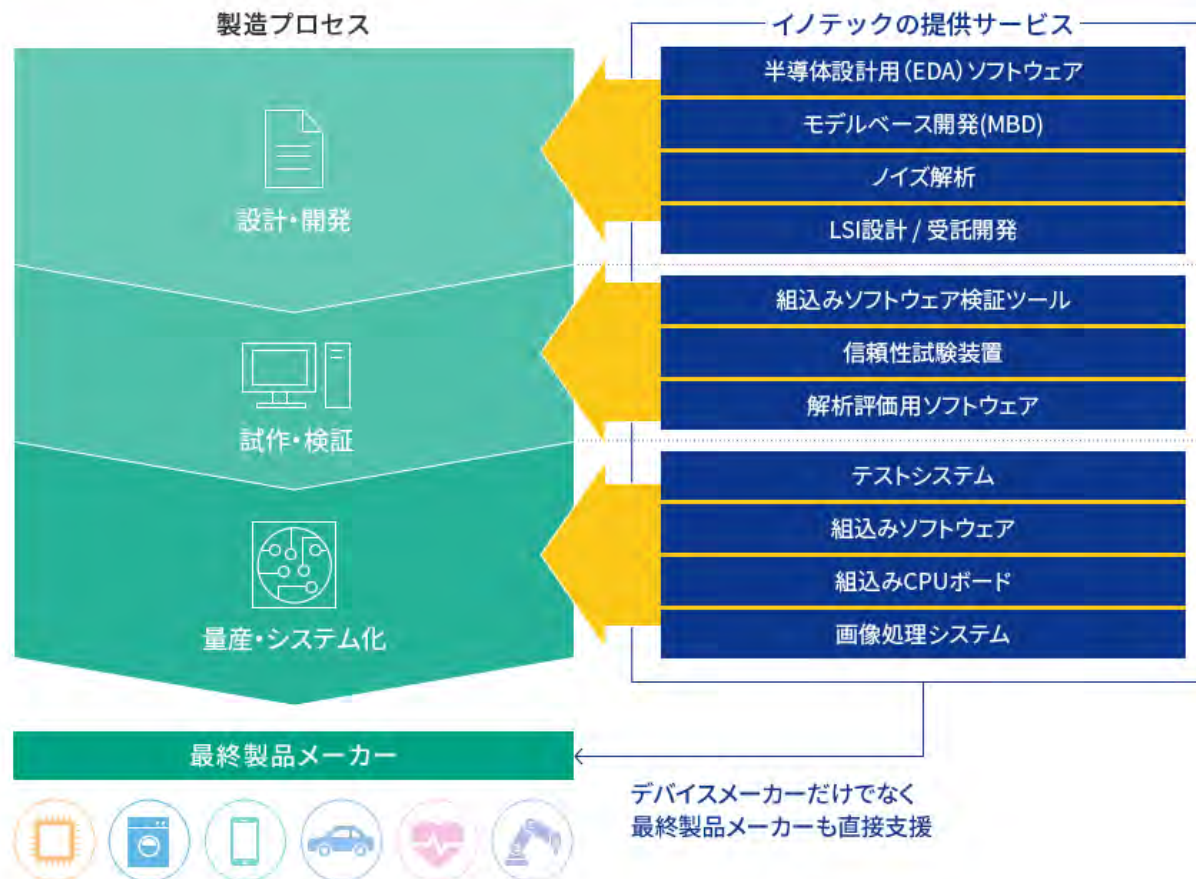 製造プロセス
イノテックの提供サービス
設計・開発
半導体設計用(EDA)ソフトウェア
モデルベース開発(MBD)
ノイズ解析
LSI設計 / 受託開発
試作・検証
組込みソフトウェア検証ツール
信頼性試験装置
解析評価用ソフトウェア
量産・システム化
テストシステム
組込みソフトウェア
組込みCPUボード
画像処理システム
最終製品メーカー
デバイスメーカーだけでなく
最終製品メーカーも直接支援